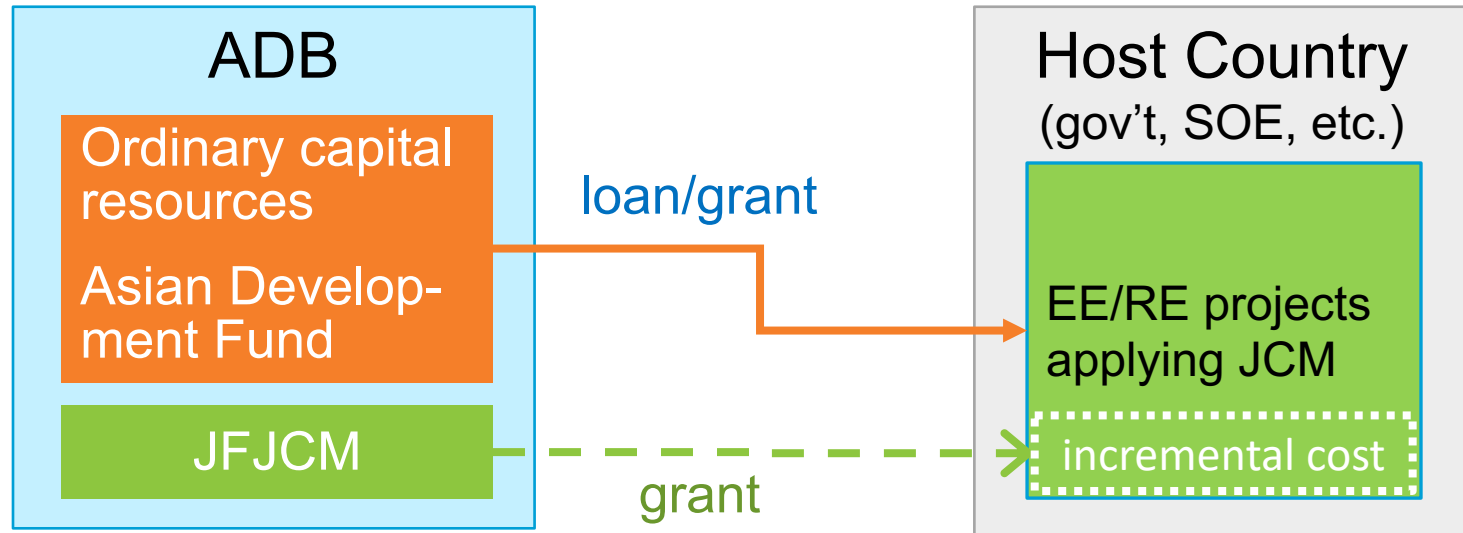 ADB
Ordinary capital
resources
Asian Develop-
ment Fund
JFJCM
loan/grant
grant
Host Country
(gov't, SOE, etc.)
EE/RE projects
applying JCM
incremental cost